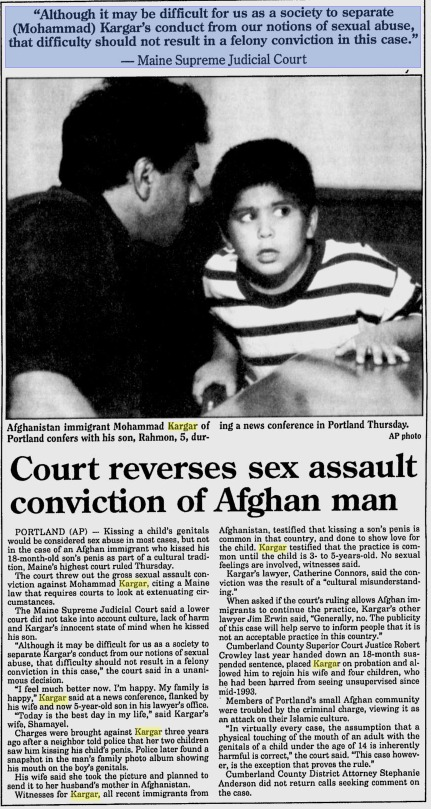 “Although it may be difficult for us as a society to separate
(Mohammad) Kargar’s conduct from our notions of sexual abuse,
that difficulty should not result in a felony conviction in this case.”
— Maine Supreme Judicial Court
Afghanistan immigrant Mohammad Kargar of
Portland confers with his son, Rahmon, 5, dur-
ing a news conference in Portland Thursday.
AP photo
Court reverses sex assault
conviction of Afghan man
PORTLAND (AP) — Kissing a child's genitals
would be considered sex abuse in most cases, but not
in the case of an Afghan immigrant who kissed his
18-month-old son's penis as part of a cultural tradi-
tion, Maine's highest court ruled Thursday.
The court threw out the gross sexual assault con-
viction against Mohammad Kargar, citing a Maine
law that requires courts to look at extenuating cir-
cumstances.
The Maine Supreme Judicial Court said a lower
court did not take into account culture, lack of harm
and Kargar's innocent state of mind when he kissed
his son.
"Although it may be difficult for us as a society to
separate Kargar's conduct from our notions of sexual
abuse, that difficulty should not result in a felony
conviction in this case," the court said in a unani-
mous decision.
"I feel much better now. I'm happy. My family is
happy," Kargar said at a news conference, flanked by
his wife and now 5-year-old son in his lawyer's office.
"Today is the best day in my life," said Kargar's
wife, Shamayel.
Charges were brought against Kargar three years
ago after a neighbor told police that her two children
saw him kissing his child's penis. Police later found a
snapshot in the man's family photo album showing
his mouth on the boy's genitals.
His wife said she took the picture and planned to
send it to her husband's mother in Afghanistan.
Witnesses for Kargar, all recent immigrants from
Afghanistan, testified that kissing a son's penis is
common in that country, and done to show love for
the child. Kargar testified that the practice is com-
mon until the child is 3- to 5-years-old. No sexual
feelings are involved, witnesses said.
Kargar's lawyer, Catherine Connors, said the con-
viction was the result of a "cultural misunderstand-
ing."
When asked if the court's ruling allows Afghan im-
migrants to continue the practice, Kargar's other
lawyer Jim Erwin said, "Generally, no. The publicity
of this case will help serve to inform people that it is
not an acceptable practice in this country."
Cumberland County Superior Court Justice Robert
Crowley last year handed down an 18-month sus-
pended sentence, placed Kargar on probation and al-
lowed him to rejoin his wife and four children, who
he had been barred from seeing unsupervised since
mid-1993.
Members of Portland's small Afghan community
were troubled by the criminal charge, viewing it as
an attack on their Islamic culture.
"In virtually every case, the assumption that a
physical touching of the mouth of an adult with the
genitals of a child under the age of 14 is inherently
harmful is correct," the court said. "This case howev-
er, is the exception that proves the rule."
Cumberland County District Attorney Stephanie
Anderson did not return calls seeking comment on
the case.